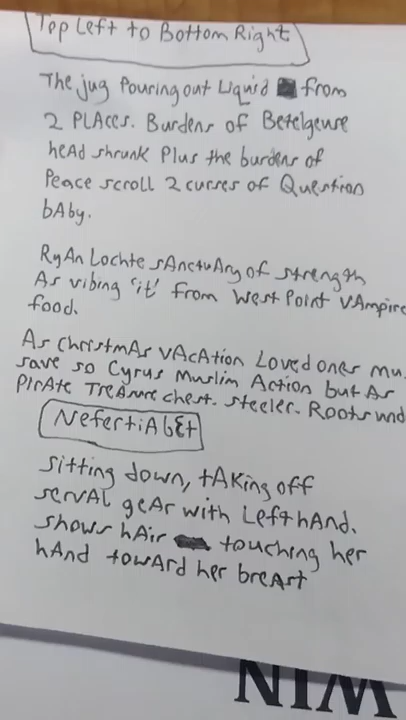 Top Left to Bottom Right
The jug Pouring out Liquid from
2 PLAces. Burdens of Betelgeuse
heAd shrunk Plus the burdens of
Peace scroll 2 curses of Question
bAby.
RyAn Lochte sAnctuAry of strength
As vibing 'it' from West Point VAmpire
food.
As ChristmAs vAcAtion Loved ones mu
save so Cyrus Muslim Action but As
PirAte TreAsure chest. steeler. Roots und
NefertiAbEt
sitting down, tAKing off
servAL geAr with Left hAnd.
shows hAir touching her
hAnd towArd her breAst
NIN